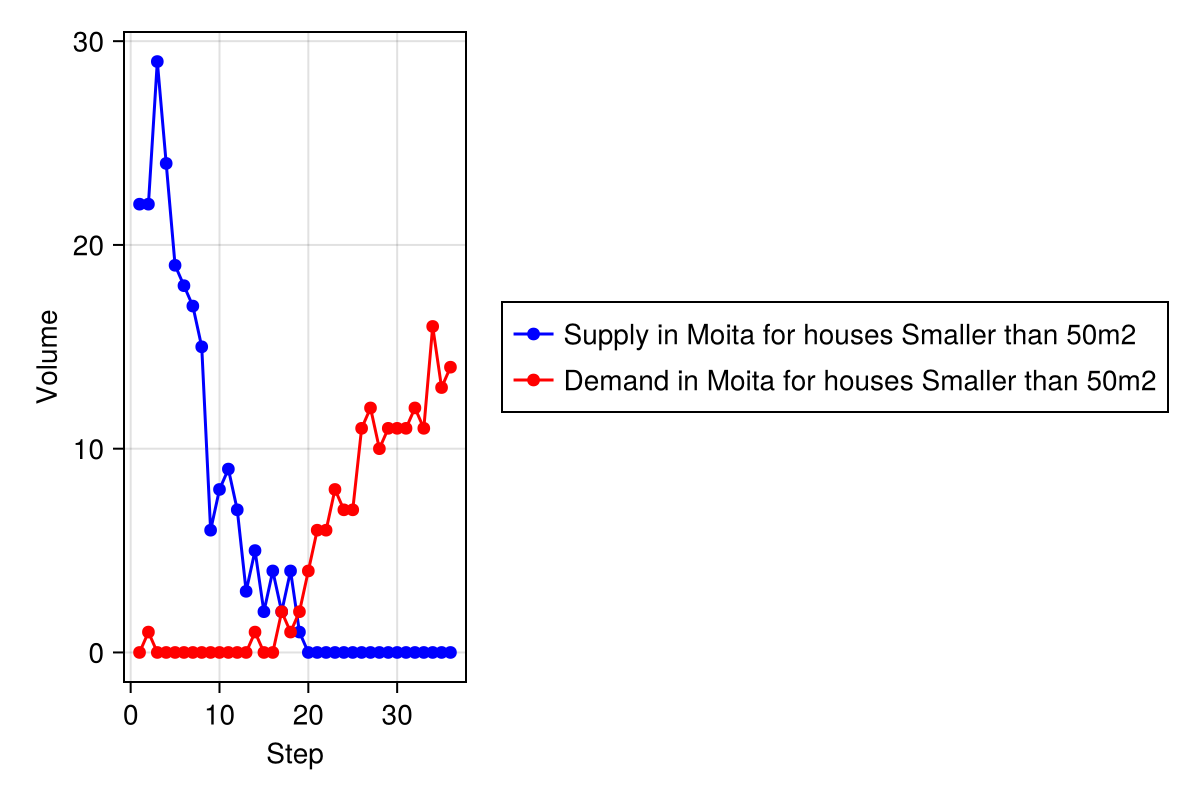 30
20
10
0
Volume
0 10 20 30
Step
Supply in Moita for houses Smaller than 50m2
Demand in Moita for houses Smaller than 50m2